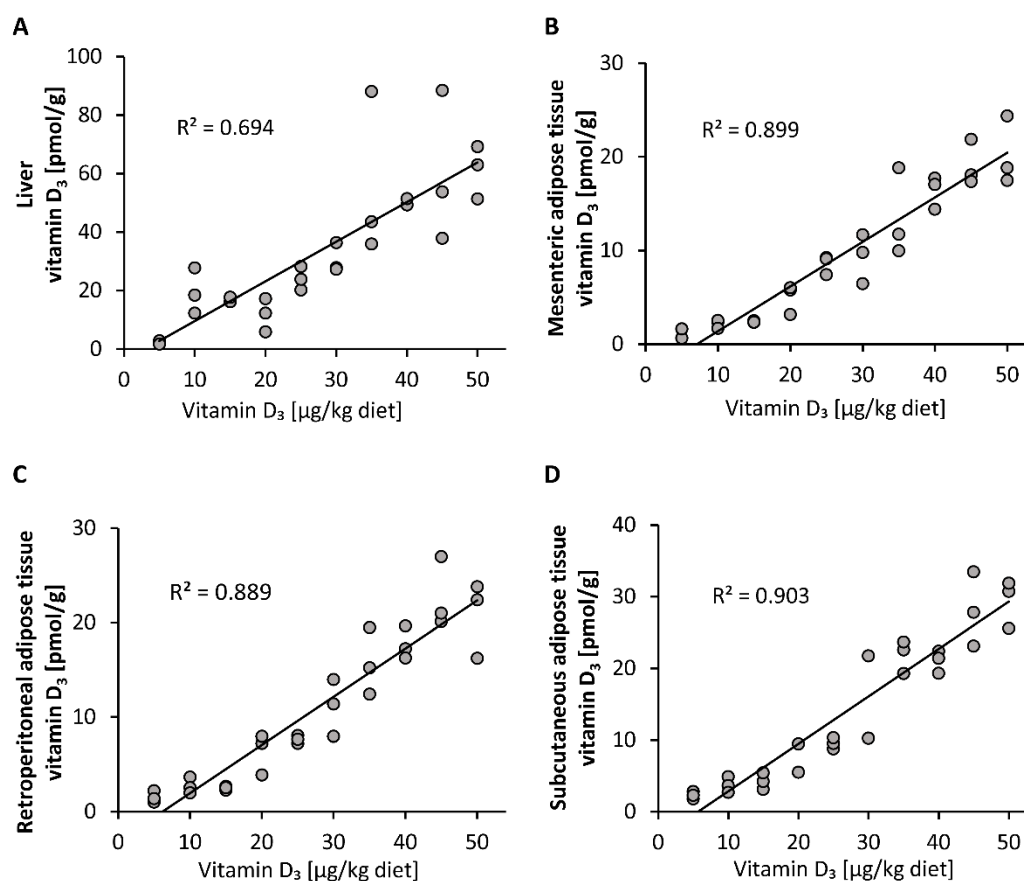 A
Liver
vitamin D₃ [pmol/g]
100
80
60
40
20
0
R² = 0.694
0 10 20 30 40 50
Vitamin D₃ [µg/kg diet]
B
Mesenteric adipose tissue
vitamin D₃ [pmol/g]
30
20
10
0
R² = 0.899
0 10 20 30 40 50
Vitamin D₃ [µg/kg diet]
C
Retroperitoneal adipose tissue
vitamin D₃ [pmol/g]
30
20
10
0
R² = 0.889
0 10 20 30 40 50
Vitamin D₃ [µg/kg diet]
D
Subcutaneous adipose tissue
vitamin D₃ [pmol/g]
40
30
20
10
0
R² = 0.903
0 10 20 30 40 50
Vitamin D₃ [µg/kg diet]